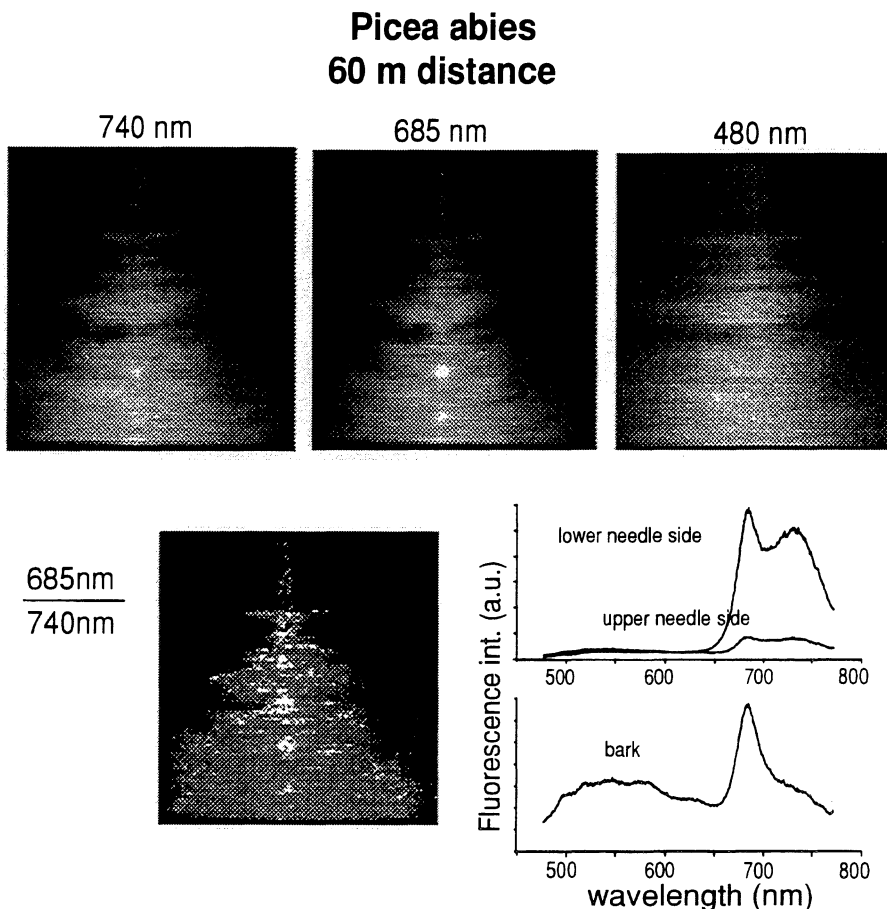 Picea abies
60 m distance
740 nm
685 nm
480 nm
685nm
740nm
Fluorescence int. (a.u.)
lower needle side
upper needle side
500
600
700
800
bark
500
600
700
800
wavelength (nm)